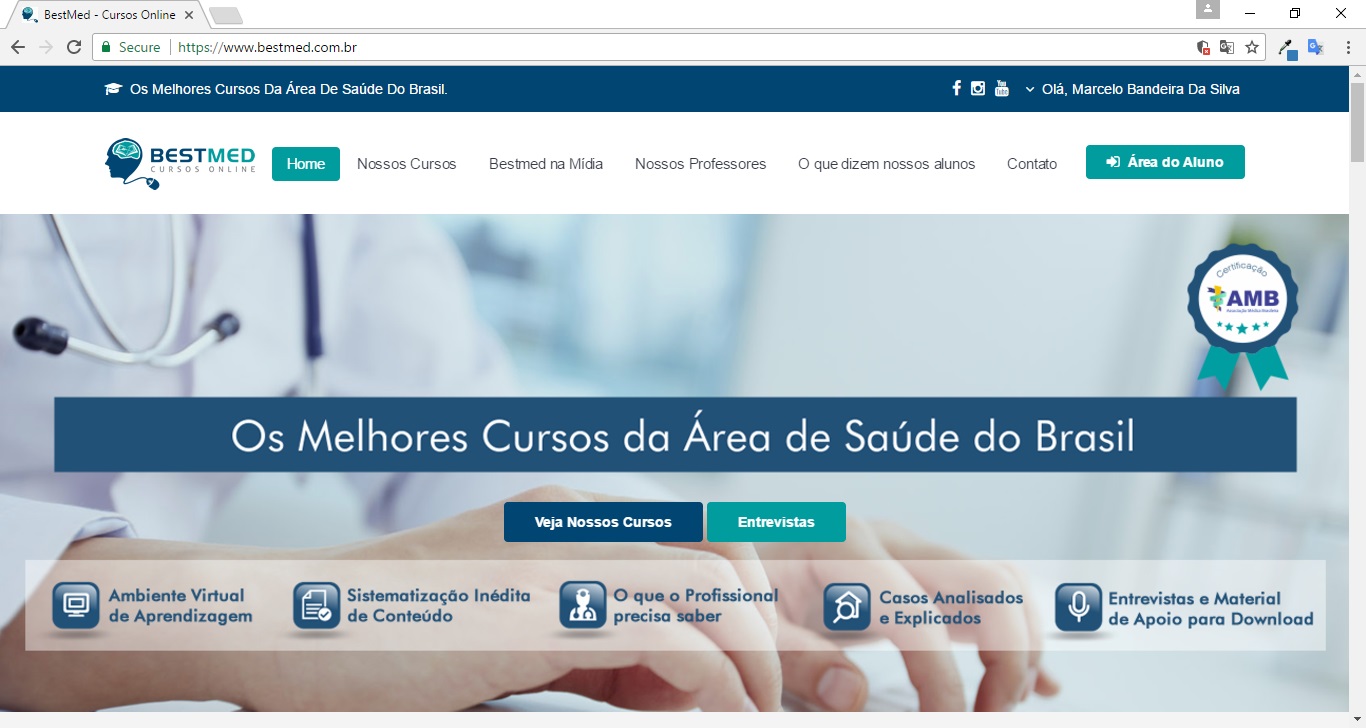 BestMed - Cursos Online
Secure
https://www.bestmed.com.br
Os Melhores Cursos Da Área De Saúde Do Brasil.
Olá, Marcelo Bandeira Da Silva
BESTMED
CURSOS ONLINE
Home
Nossos Cursos
Bestmed na Mídia
Nossos Professores
O que dizem nossos alunos
Contato
Área do Aluno
Certificação
AMB
Associação Médica Brasileira
Os Melhores Cursos da Área de Saúde do Brasil
Veja Nossos Cursos
Entrevistas
Ambiente Virtual
de Aprendizagem
Sistematização Inédita
de Conteúdo
O que o Profissional
precisa saber
Casos Analisados
e Explicados
Entrevistas e Material
de Apoio para Download